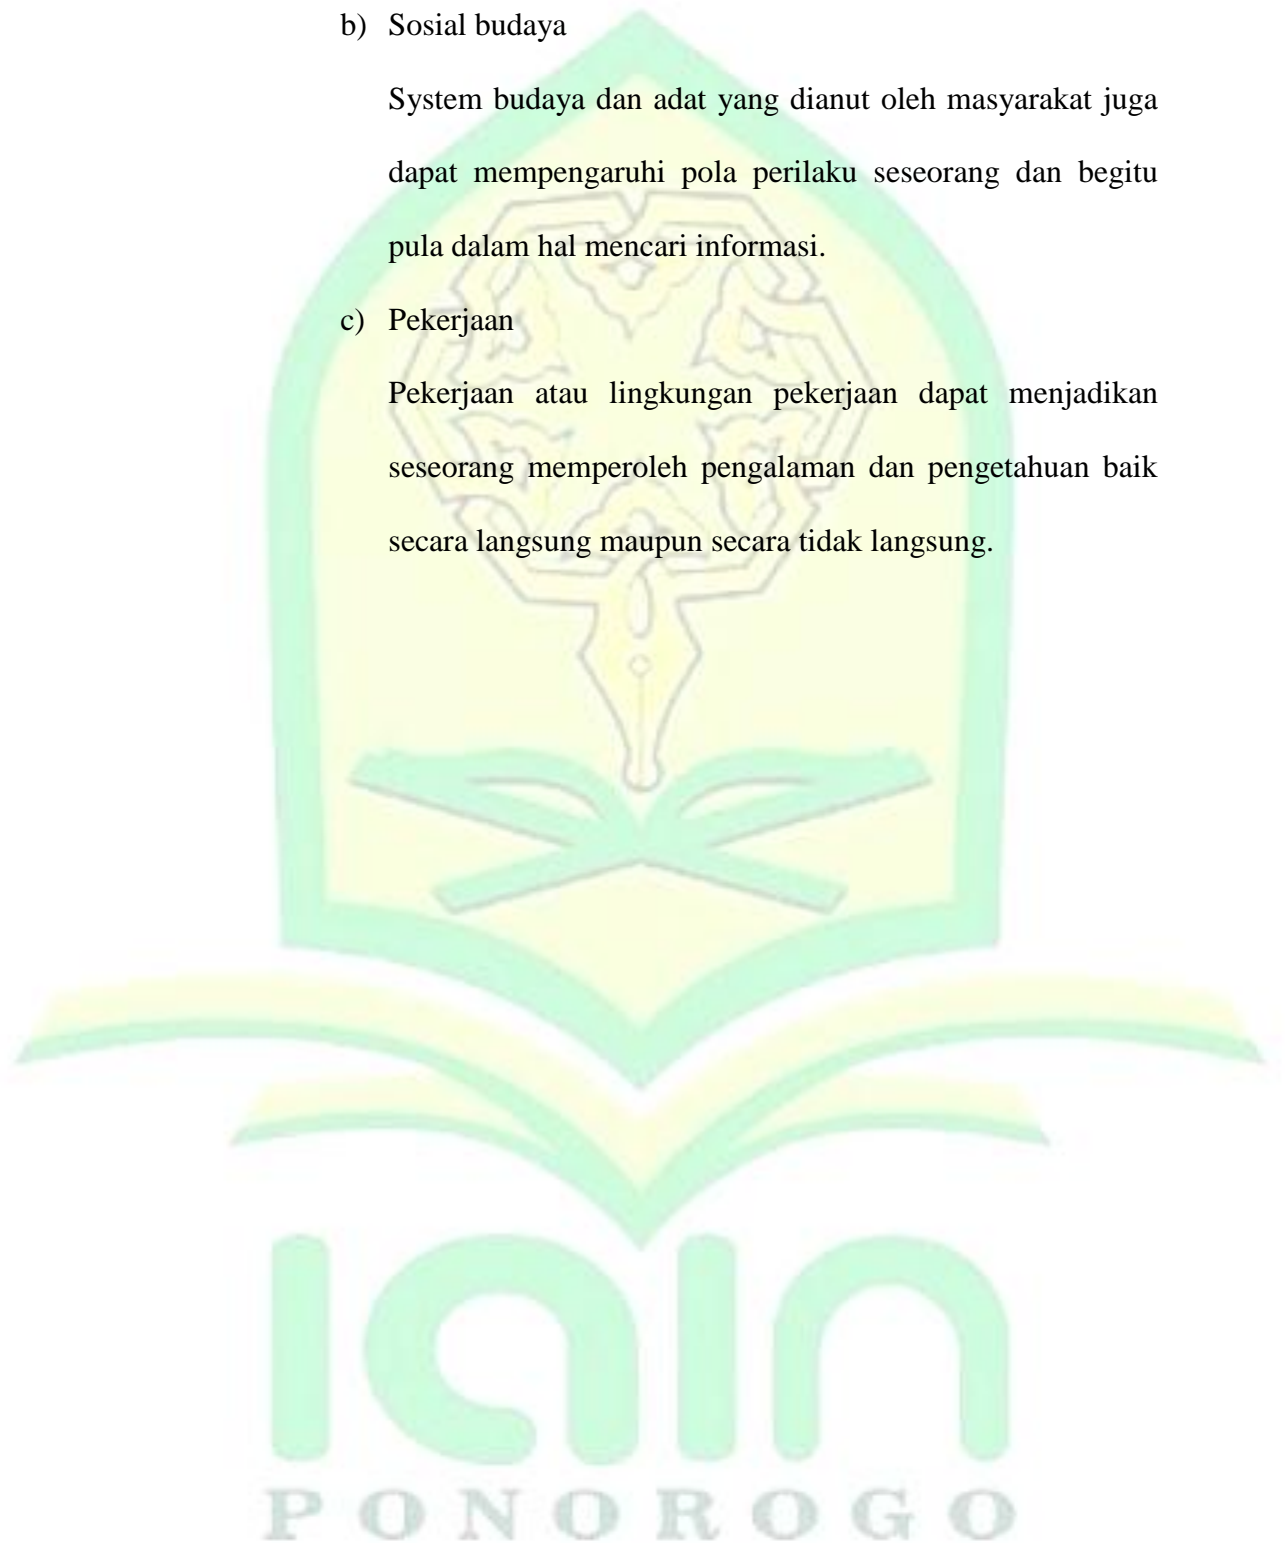 b) Sosial budaya
System budaya dan adat yang dianut oleh masyarakat juga
dapat mempengaruhi pola perilaku seseorang dan begitu
pula dalam hal mencari informasi.
c) Pekerjaan
Pekerjaan atau lingkungan pekerjaan dapat menjadikan
seseorang memperoleh pengalaman dan pengetahuan baik
secara langsung maupun secara tidak langsung.
iain
PONOROGO